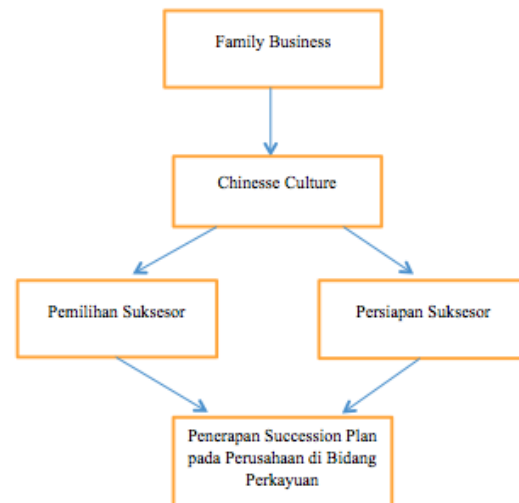 Family Business
Chinesse Culture
Pemilihan Suksesor
Persiapan Suksesor
Penerapan Succession Plan
pada Perusahaan di Bidang
Perkayuan